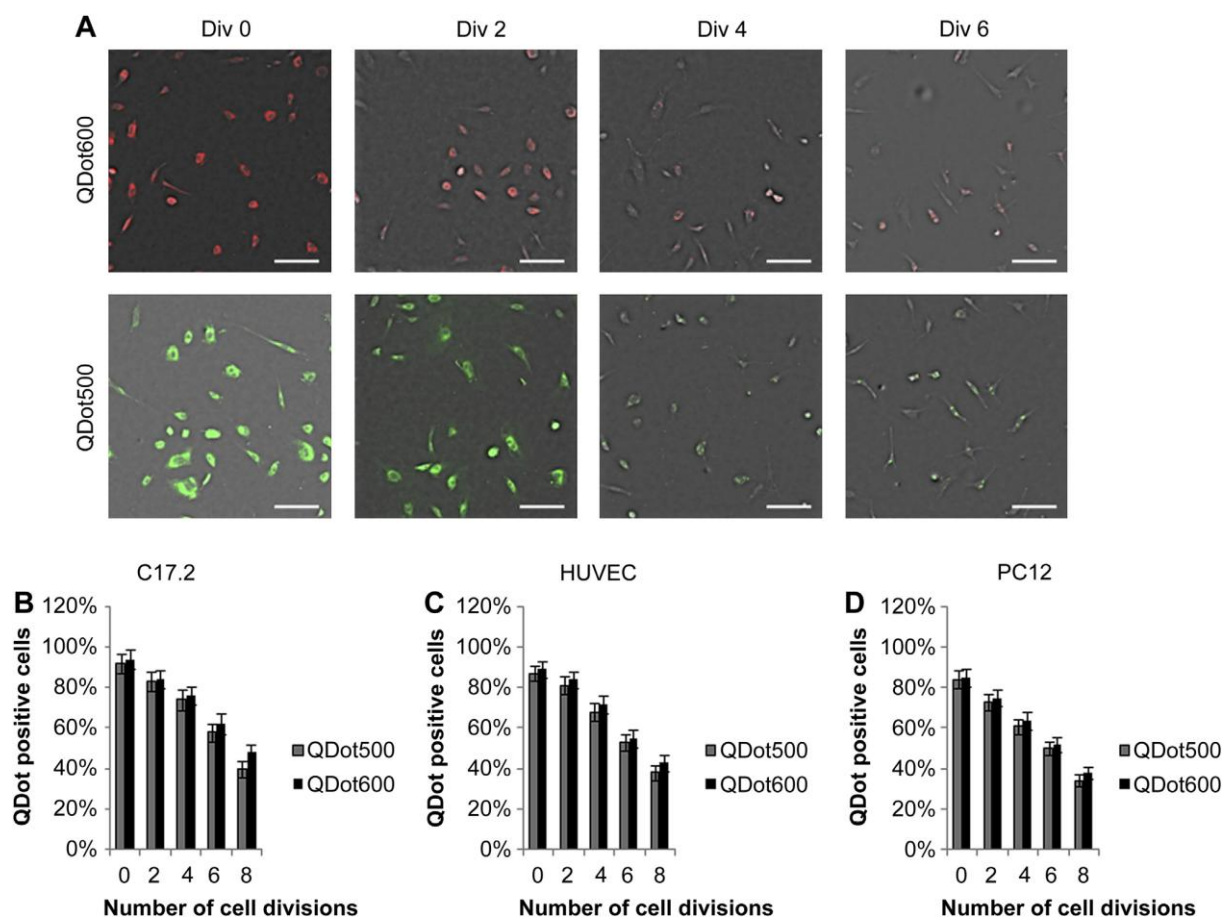 A
Div 0
Div 2
Div 4
Div 6
QDot600
QDot500
B
C17.2
QDot positive cells
120%
100%
80%
60%
40%
20%
0%
0 2 4 6 8
Number of cell divisions
QDot500
QDot600
C
HUVEC
QDot positive cells
120%
100%
80%
60%
40%
20%
0%
0 2 4 6 8
Number of cell divisions
QDot500
QDot600
D
PC12
QDot positive cells
120%
100%
80%
60%
40%
20%
0%
0 2 4 6 8
Number of cell divisions
QDot500
QDot600